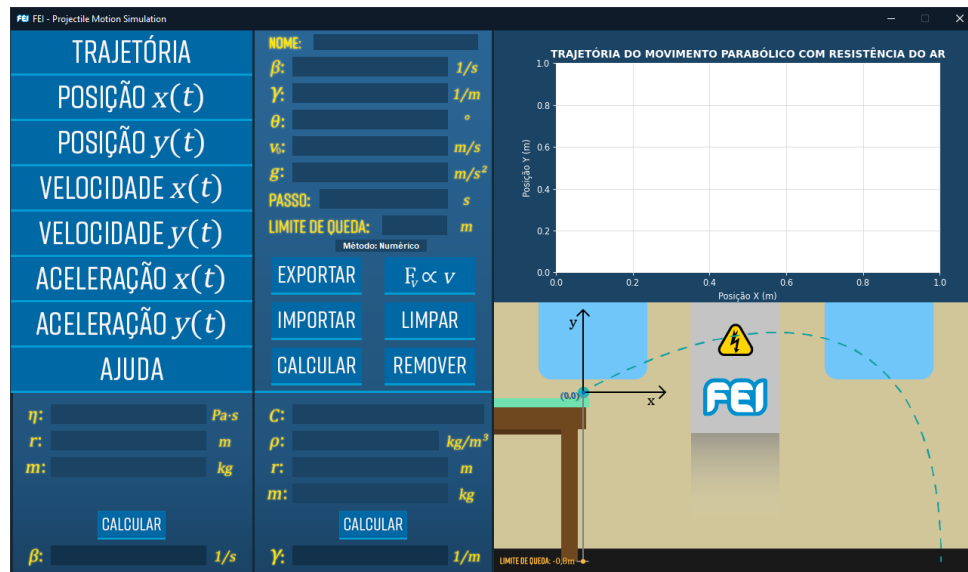 FEI FEI - Projectile Motion Simulation
TRAJETÓRIA
POSIÇÃO x(t)
POSIÇÃO y(t)
VELOCIDADE x(t)
VELOCIDADE y(t)
ACELERAÇÃO x(t)
ACELERAÇÃO y(t)
AJUDA
NOME:
β: 1/s
γ: 1/m
θ: °
v₀: m/s
g: m/s²
PASSO: s
LIMITE DE QUEDA: m
Método: Numérico
EXPORTAR Fᵥ ∝ v
IMPORTAR LIMPAR
CALCULAR REMOVER
η: Pa·s
r: m
m: kg
CALCULAR
β: 1/s
C:
ρ: kg/m³
r: m
m: kg
CALCULAR
γ: 1/m
TRAJETÓRIA DO MOVIMENTO PARABÓLICO COM RESISTÊNCIA DO AR
1.0
0.8
0.6
0.4
0.2
0.0
Posição Y (m)
0.0 0.2 0.4 0.6 0.8 1.0
Posição X (m)
y
(0,0)
x
FEI
LIMITE DE QUEDA: -0,8m